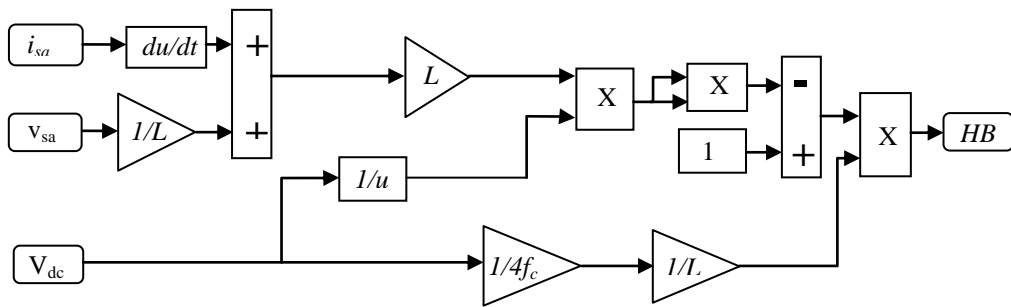 i_sa
du/dt
+
+
v_sa
1/L
L
X
X
-
+
1
X
HB
1/u
V_dc
1/4f_c
1/L